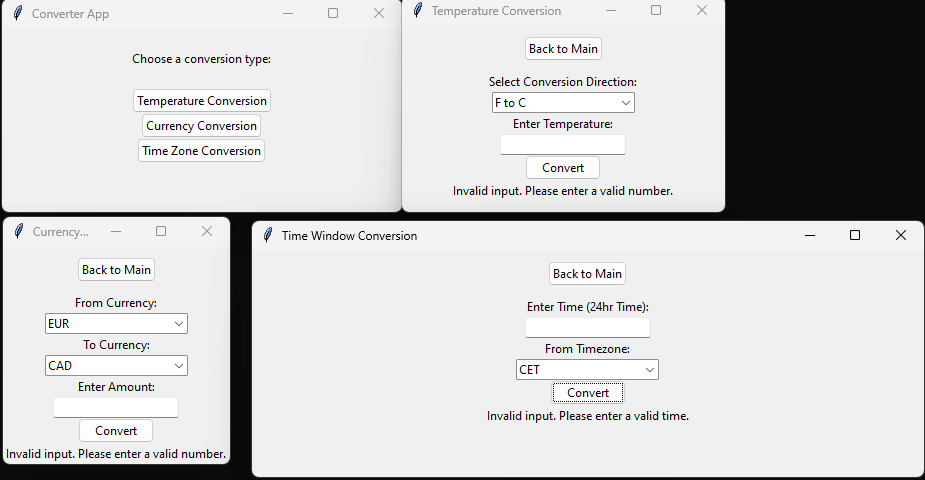 Converter App
Choose a conversion type:
Temperature Conversion
Currency Conversion
Time Zone Conversion
Temperature Conversion
Back to Main
Select Conversion Direction:
F to C
Enter Temperature:
Convert
Invalid input. Please enter a valid number.
Currency...
Back to Main
From Currency:
EUR
To Currency:
CAD
Enter Amount:
Convert
Invalid input. Please enter a valid number.
Time Window Conversion
Back to Main
Enter Time (24hr Time):
From Timezone:
CET
Convert
Invalid input. Please enter a valid time.